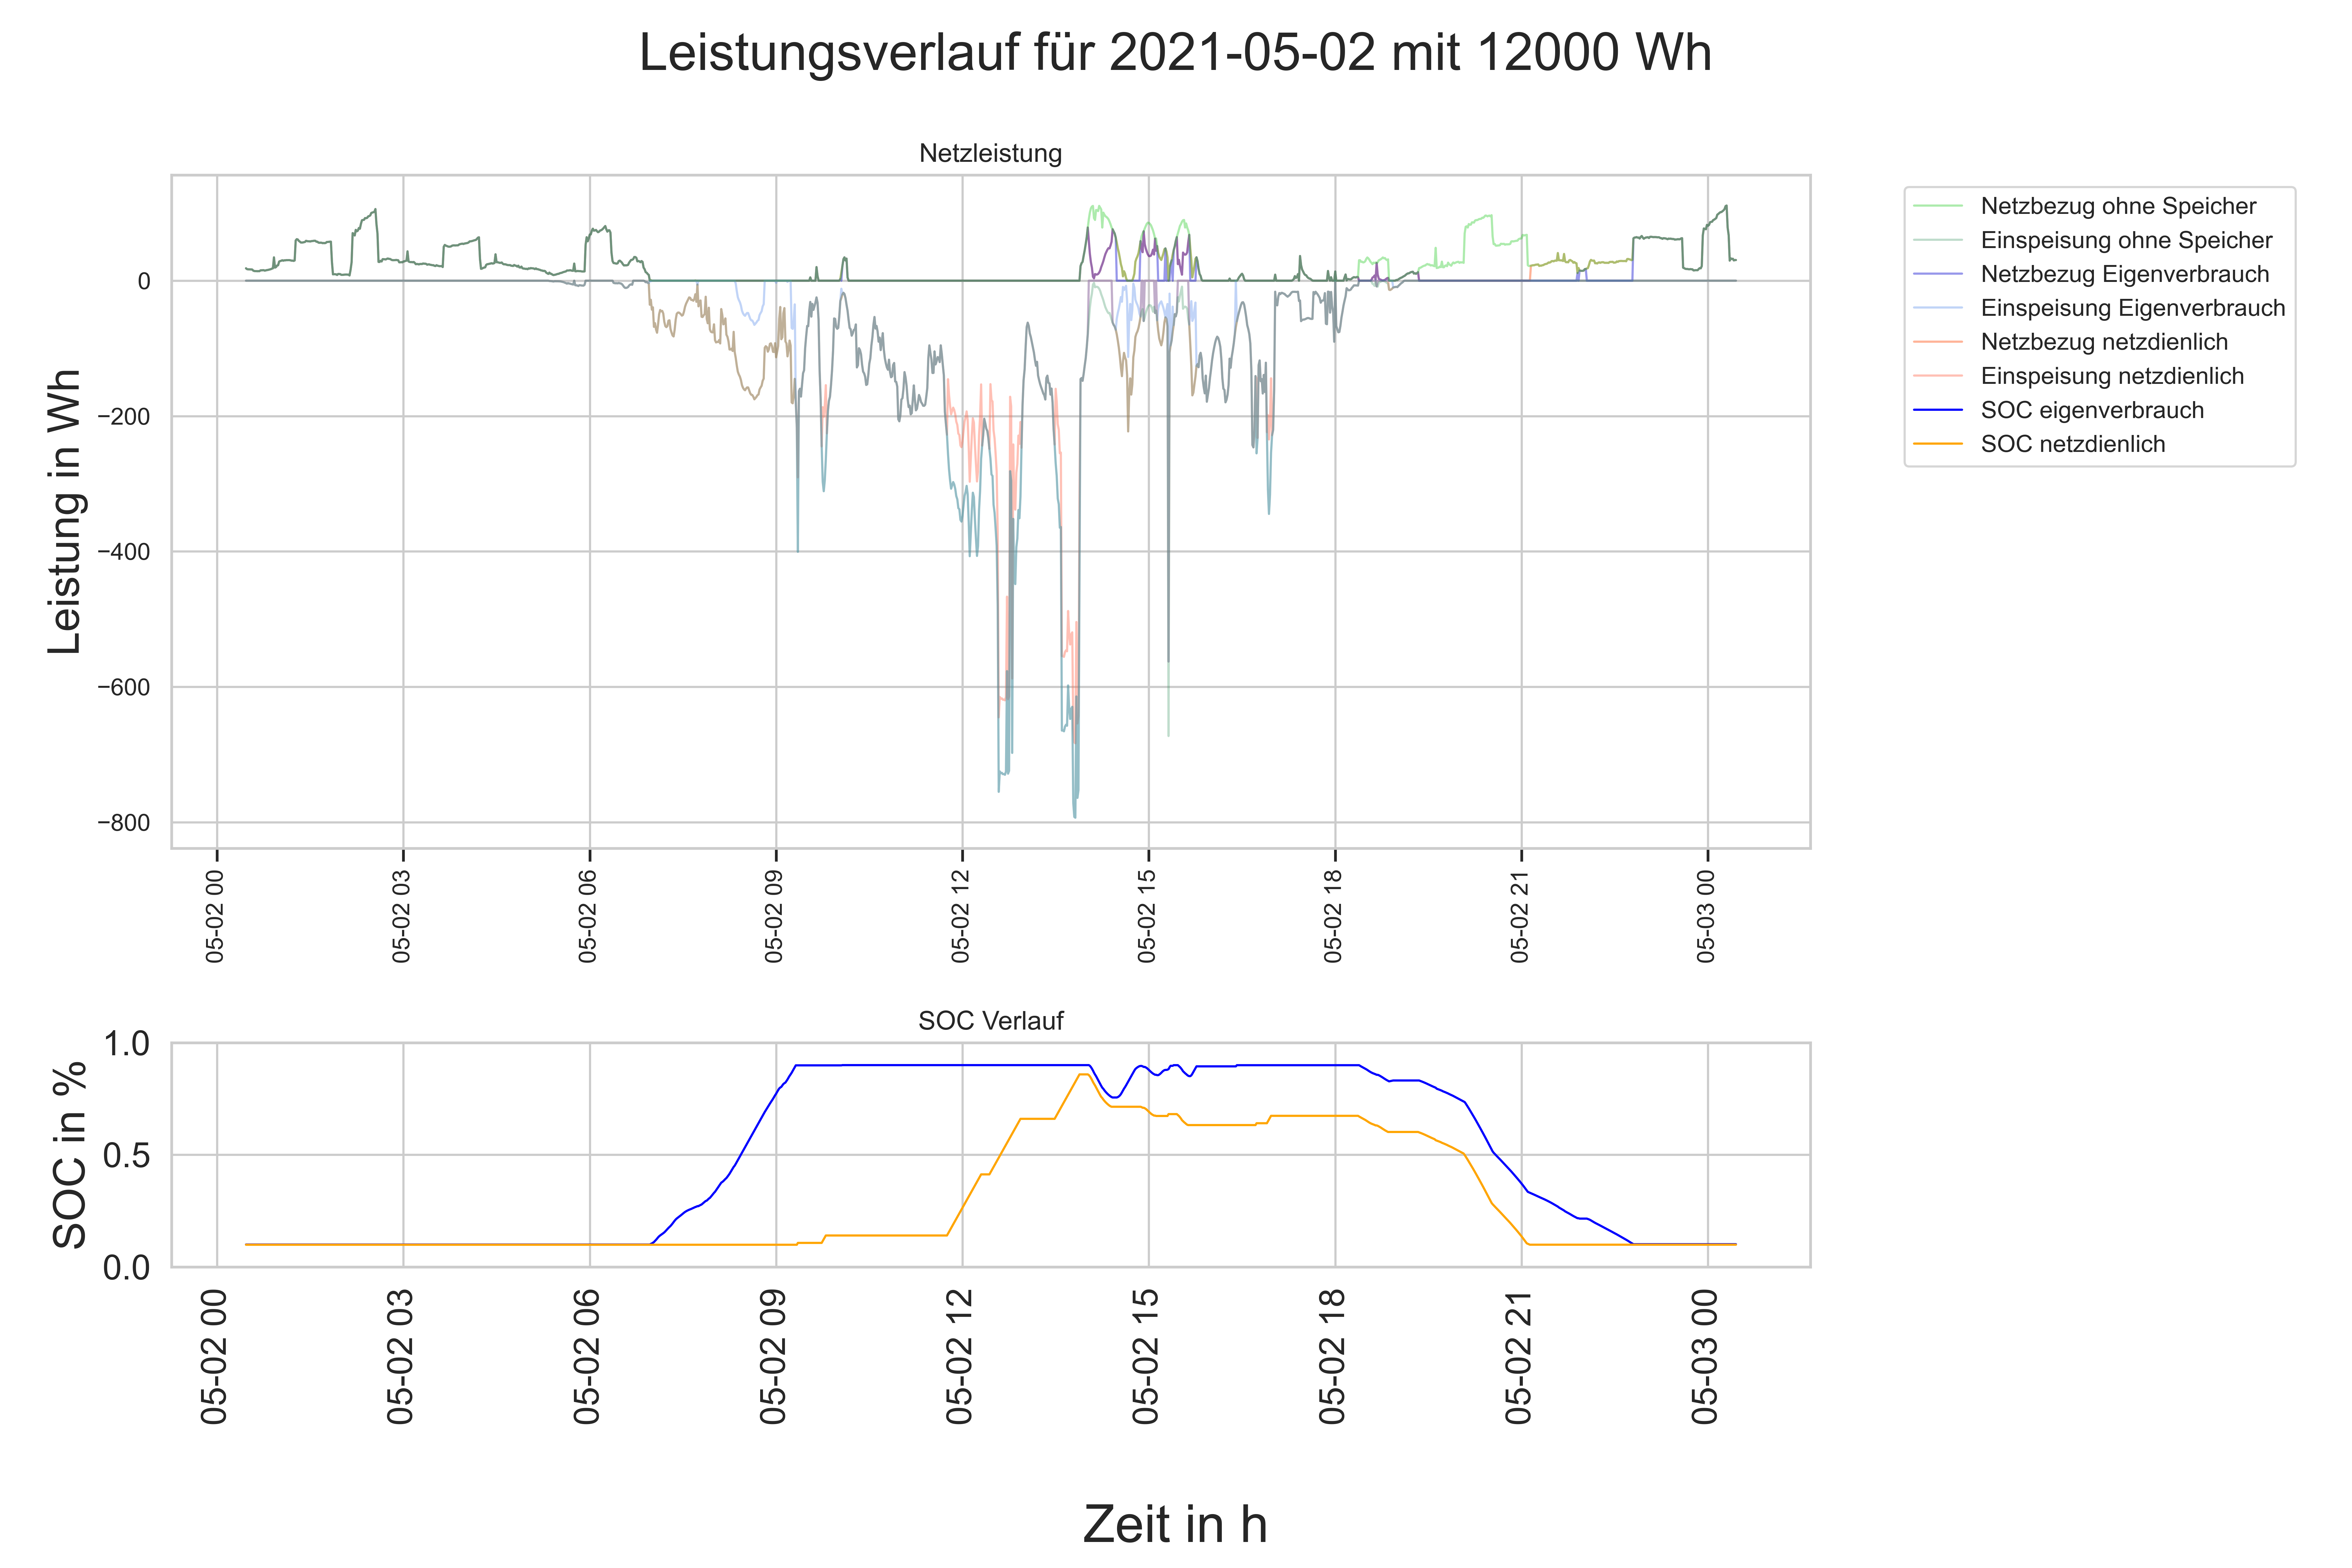 Leistungsverlauf für 2021-05-02 mit 12000 Wh
Netzleistung
Leistung in Wh
0
−200
−400
−600
−800
05-02 00
05-02 03
05-02 06
05-02 09
05-02 12
05-02 15
05-02 18
05-02 21
05-03 00
Netzbezug ohne Speicher
Einspeisung ohne Speicher
Netzbezug Eigenverbrauch
Einspeisung Eigenverbrauch
Netzbezug netzdienlich
Einspeisung netzdienlich
SOC eigenverbrauch
SOC netzdienlich
SOC Verlauf
SOC in %
1.0
0.5
0.0
05-02 00
05-02 03
05-02 06
05-02 09
05-02 12
05-02 15
05-02 18
05-02 21
05-03 00
Zeit in h